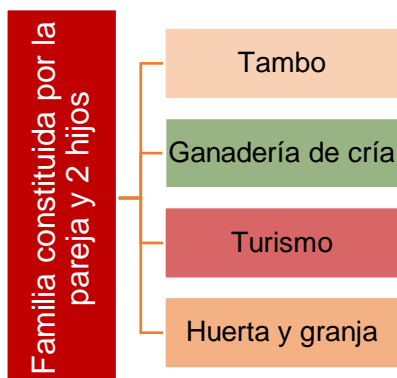 Familia constituida por la
pareja y 2 hijos
Tambo
Ganadería de cría
Turismo
Huerta y granja